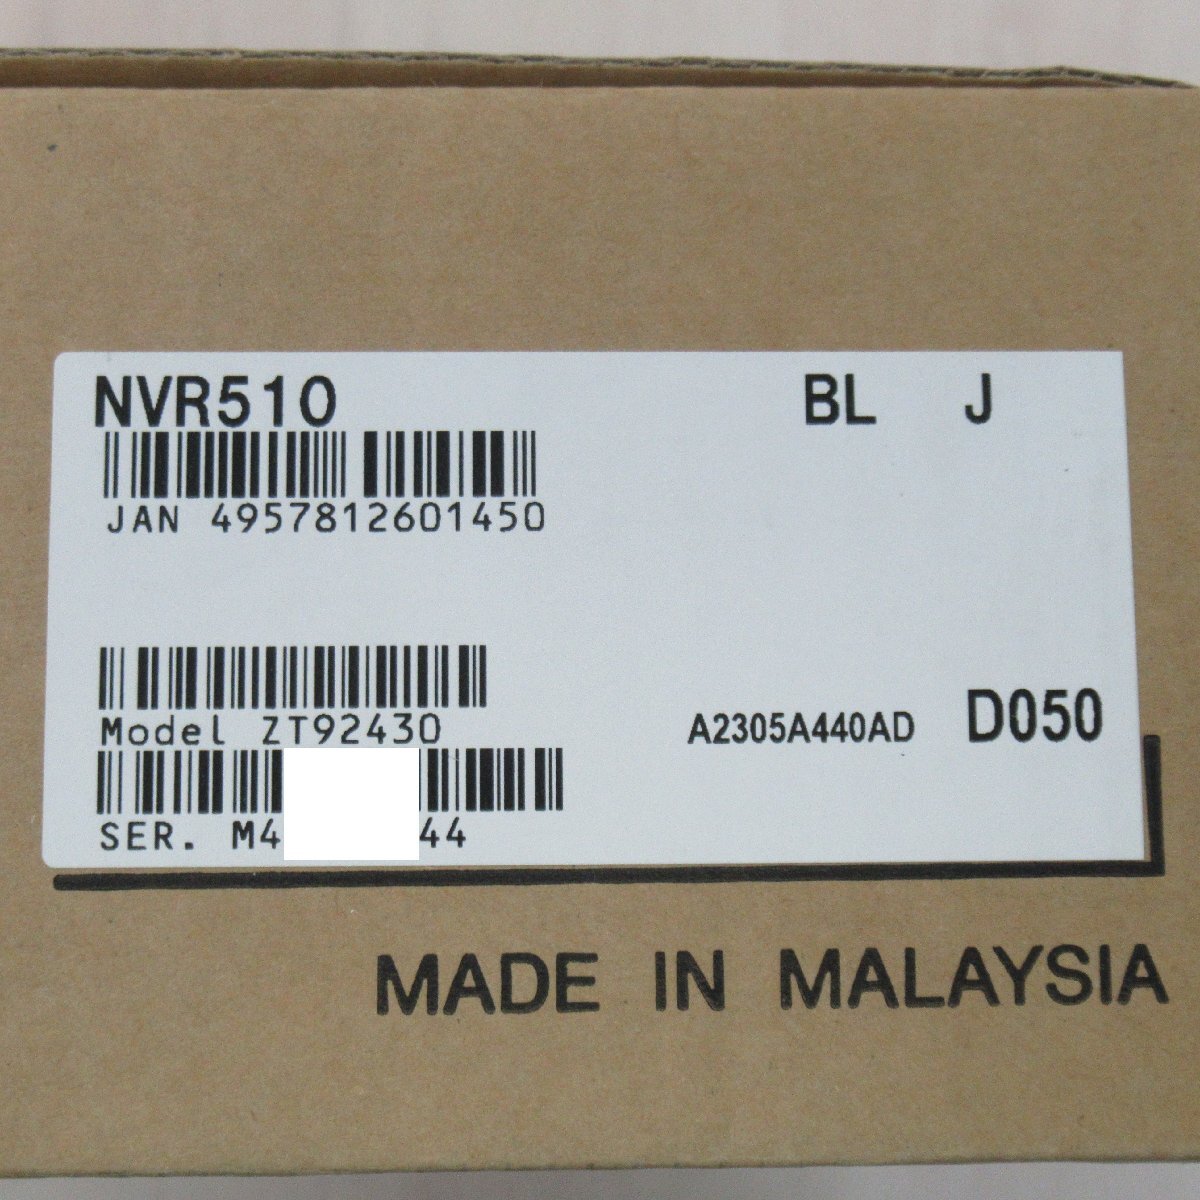 NVR510 BL J
JAN 4957812601450
Model ZT92430 A2305A440AD D050
SER. M4 44
MADE IN MALAYSIA